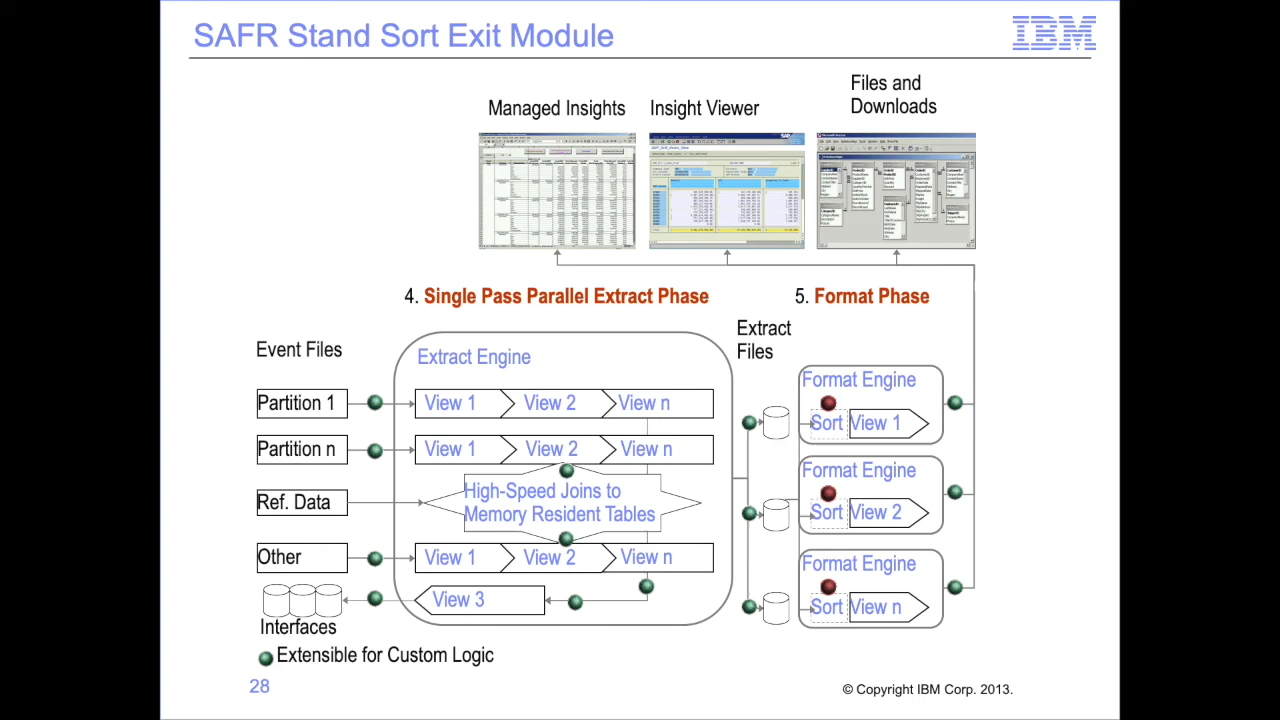 SAFR Stand Sort Exit Module
IBM
Managed Insights
Insight Viewer
Files and
Downloads
4. Single Pass Parallel Extract Phase
5. Format Phase
Event Files
Extract Engine
Extract
Files
Partition 1
View 1
View 2
View n
Partition n
View 1
View 2
View n
Ref. Data
High-Speed Joins to
Memory Resident Tables
Other
View 1
View 2
View n
View 3
Interfaces
Format Engine
Sort
View 1
Format Engine
Sort
View 2
Format Engine
Sort
View n
Extensible for Custom Logic
28
© Copyright IBM Corp. 2013.